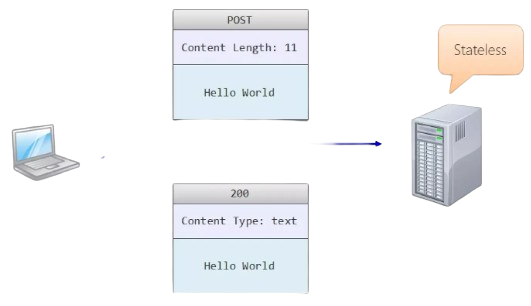 POST
Content Length: 11
Hello World
Stateless
200
Content Type: text
Hello World